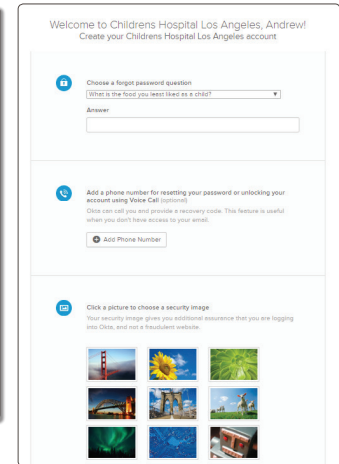 Welcome to Childrens Hospital Los Angeles, Andrew!
Create your Childrens Hospital Los Angeles account
Choose a forgot password question
What is the food you least liked as a child?
Answer
Add a phone number for resetting your password or unlocking your
account using Voice Call (optional)
Okta can call you and provide a recovery code. This feature is useful
when you don't have access to your email.
Add Phone Number
Click a picture to choose a security image
Your security image gives you additional assurance that you are logging
into Okta, and not a fraudulent website.